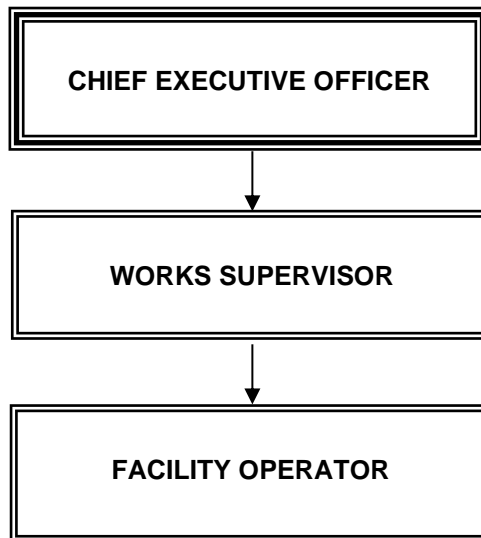 CHIEF EXECUTIVE OFFICER
WORKS SUPERVISOR
FACILITY OPERATOR